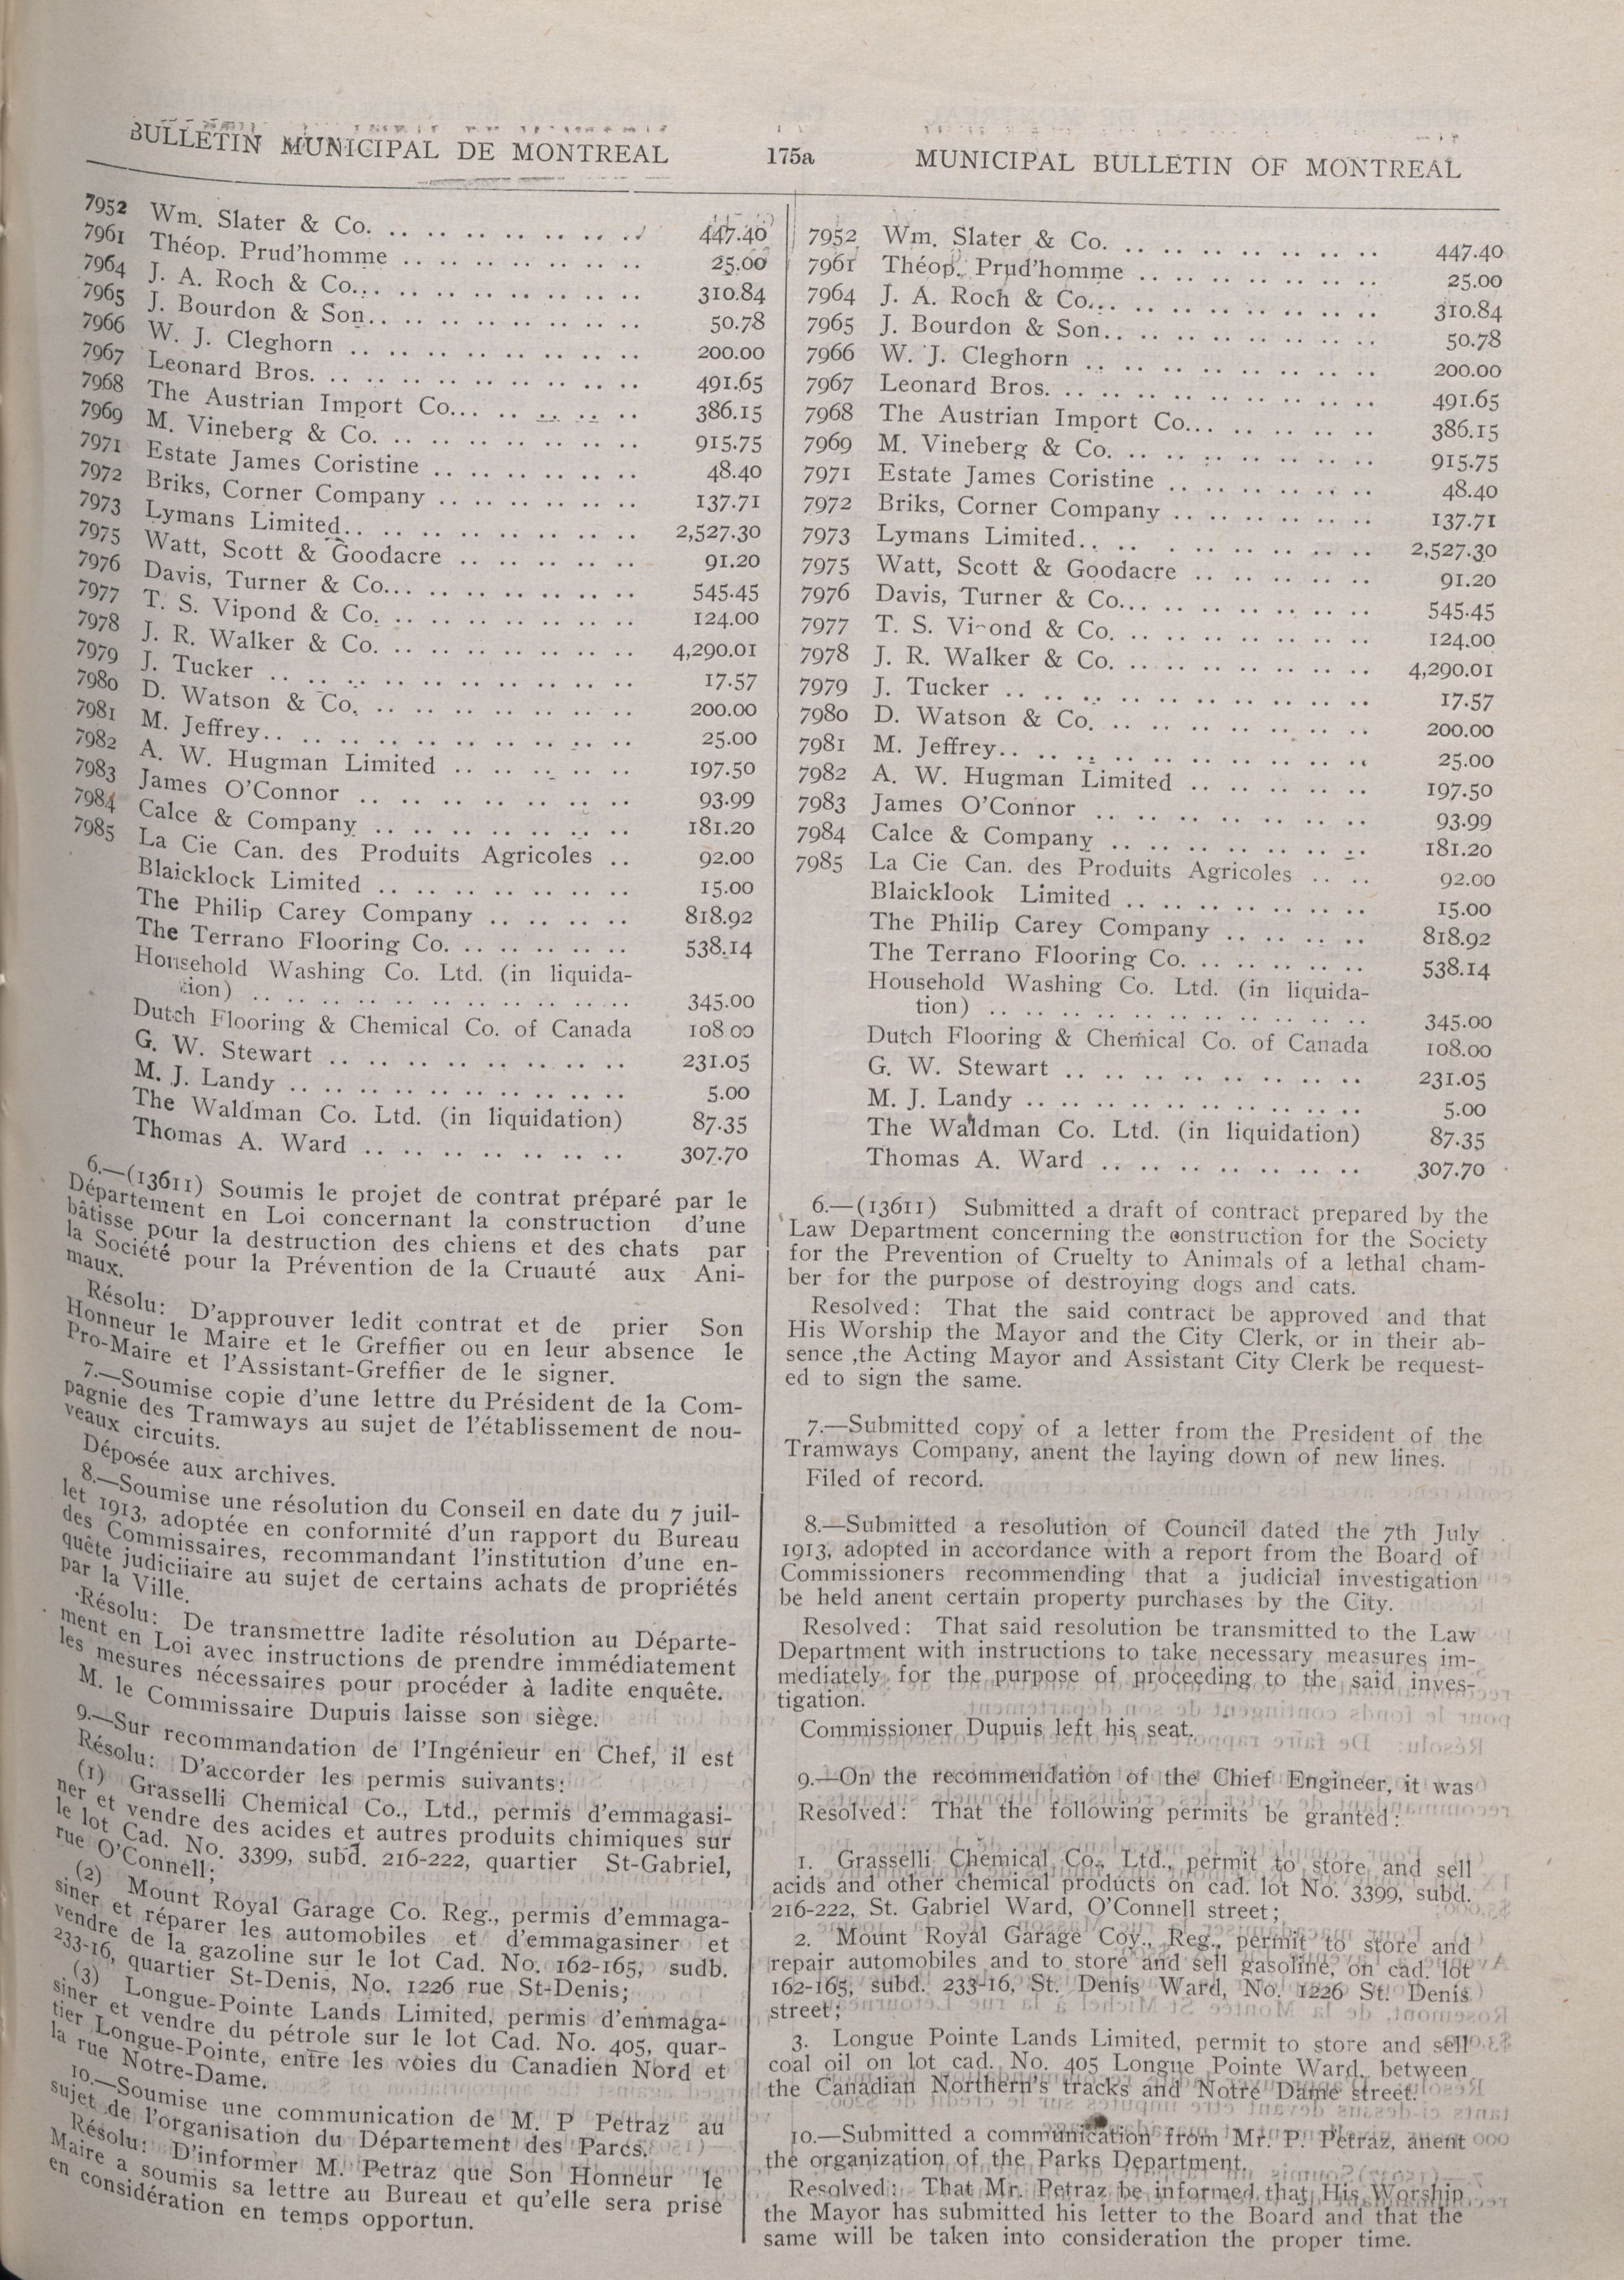 BULLETIN MUNICIPAL DE MONTREAL
175a
MUNICIPAL BULLETIN OF MONTREAL
7952 Wm. Slater & Co. .. .. .. .. .. .. .. 447.40
7961 Théop. Prud'homme .. .. .. .. .. .. .. 25.00
7964 J. A. Roch & Co... .. .. .. .. .. .. .. 310.84
7965 J. Bourdon & Son.. .. .. .. .. .. .. .. 50.78
7966 W. J. Cleghorn .. .. .. .. .. .. .. .. 200.00
7967 Leonard Bros. .. .. .. .. .. .. .. .. .. 491.65
7968 The Austrian Import Co... .. .. .. .. .. 386.15
7969 M. Vineberg & Co. .. .. .. .. .. .. .. 915.75
7971 Estate James Coristine .. .. .. .. .. .. 48.40
7972 Briks, Corner Company .. .. .. .. .. .. 137.71
7973 Lymans Limited.. .. .. .. .. .. .. .. .. 2,527.30
7975 Watt, Scott & Goodacre .. .. .. .. .. 91.20
7976 Davis, Turner & Co... .. .. .. .. .. .. 545.45
7977 T. S. Vipond & Co. .. .. .. .. .. .. .. 124.00
7978 J. R. Walker & Co. .. .. .. .. .. .. .. 4,290.01
7979 J. Tucker .. .. .. .. .. .. .. .. .. .. 17.57
7980 D. Watson & Co. .. .. .. .. .. .. .. .. 200.00
7981 M. Jeffrey.. .. .. .. .. .. .. .. .. .. 25.00
7982 A. W. Hugman Limited .. .. .. .. .. 197.50
7983 James O'Connor .. .. .. .. .. .. .. .. 93.99
7984 Calce & Company .. .. .. .. .. .. .. 181.20
7985 La Cie Can. des Produits Agricoles .. 92.00
Blaicklock Limited .. .. .. .. .. .. .. 15.00
The Philip Carey Company .. .. .. .. 818.92
The Terrano Flooring Co. .. .. .. .. .. 538.14
Household Washing Co. Ltd. (in liquida-
tion) .. .. .. .. .. .. .. .. .. .. .. 345.00
Dutch Flooring & Chemical Co. of Canada 108 00
G. W. Stewart .. .. .. .. .. .. .. .. 231.05
M. J. Landy .. .. .. .. .. .. .. .. .. 5.00
The Waldman Co. Ltd. (in liquidation) 87.35
Thomas A. Ward .. .. .. .. .. .. .. 307.70
6.—(13611) Soumis le projet de contrat préparé par le
Département en Loi concernant la construction d'une
bâtisse pour la destruction des chiens et des chats par
la Société pour la Prévention de la Cruauté aux Ani-
maux.
Résolu: D'approuver ledit contrat et de prier Son
Honneur le Maire et le Greffier ou en leur absence le
Pro-Maire et l'Assistant-Greffier de le signer.
7.—Soumise copie d'une lettre du Président de la Com-
pagnie des Tramways au sujet de l'établissement de nou-
veaux circuits.
Déposée aux archives.
8.—Soumise une résolution du Conseil en date du 7 juil-
let 1913, adoptée en conformité d'un rapport du Bureau
des Commissaires, recommandant l'institution d'une en-
quête judiciiaire au sujet de certains achats de propriétés
par la Ville.
Résolu: De transmettre ladite résolution au Départe-
ment en Loi avec instructions de prendre immédiatement
les mesures nécessaires pour procéder à ladite enquête.
M. le Commissaire Dupuis laisse son siège.
9.—Sur recommandation de l'Ingénieur en Chef, il est
Résolu: D'accorder les permis suivants:
(1) Grasselli Chemical Co., Ltd., permis d'emmagasi-
ner et vendre des acides et autres produits chimiques sur
le lot Cad. No. 3399, subd. 216-222, quartier St-Gabriel,
rue O'Connell;
(2) Mount Royal Garage Co. Reg., permis d'emmaga-
siner et réparer les automobiles et d'emmagasiner et
vendre de la gazoline sur le lot Cad. No. 162-165, sudb.
233-16, quartier St-Denis, No. 1226 rue St-Denis;
(3) Longue-Pointe Lands Limited, permis d'emmaga-
siner et vendre du pétrole sur le lot Cad. No. 405, quar-
tier Longue-Pointe, entre les voies du Canadien Nord et
la rue Notre-Dame.
10.—Soumise une communication de M. P Petraz au
sujet de l'organisation du Département des Parcs.
Résolu: D'informer M. Petraz que Son Honneur le
Maire a soumis sa lettre au Bureau et qu'elle sera prise
en considération en temps opportun.
7952 Wm. Slater & Co. .. .. .. .. .. .. .. 447.40
7961 Théop. Prud'homme .. .. .. .. .. .. .. 25.00
7964 J. A. Roch & Co... .. .. .. .. .. .. .. 310.84
7965 J. Bourdon & Son.. .. .. .. .. .. .. .. 50.78
7966 W. J. Cleghorn .. .. .. .. .. .. .. .. 200.00
7967 Leonard Bros. .. .. .. .. .. .. .. .. .. 491.65
7968 The Austrian Import Co... .. .. .. .. .. 386.15
7969 M. Vineberg & Co. .. .. .. .. .. .. .. 915.75
7971 Estate James Coristine .. .. .. .. .. .. 48.40
7972 Briks, Corner Company .. .. .. .. .. .. 137.71
7973 Lymans Limited.. .. . .. .. .. .. .. .. 2,527.30
7975 Watt, Scott & Goodacre .. .. .. .. .. 91.20
7976 Davis, Turner & Co... .. .. .. .. .. .. 545.45
7977 T. S. Vi-ond & Co. .. .. .. .. .. .. .. 124.00
7978 J. R. Walker & Co. .. .. .. .. .. .. .. 4,290.01
7979 J. Tucker .. .. .. .. .. .. .. .. .. .. 17.57
7980 D. Watson & Co. .. .. .. .. .. .. .. 200.00
7981 M. Jeffrey.. .. .. .. .. .. .. .. .. .. 25.00
7982 A. W. Hugman Limited .. .. .. .. .. 197.50
7983 James O'Connor .. .. .. .. .. .. .. .. 93.99
7984 Calce & Company .. .. .. .. .. .. .. 181.20
7985 La Cie Can. des Produits Agricoles .. .. 92.00
Blaicklook Limited .. .. .. .. .. .. .. 15.00
The Philip Carey Company .. .. .. .. 818.92
The Terrano Flooring Co. .. .. .. .. .. 538.14
Household Washing Co. Ltd. (in liquida-
tion) .. .. .. .. .. .. .. .. .. .. 345.00
Dutch Flooring & Chemical Co. of Canada 108.00
G. W. Stewart .. .. .. .. .. .. .. .. 231.05
M. J. Landy .. .. .. .. .. .. .. .. .. 5.00
The Waldman Co. Ltd. (in liquidation) 87.35
Thomas A. Ward .. .. .. .. .. .. .. 307.70
6.—(13611) Submitted a draft of contract prepared by the
Law Department concerning the construction for the Society
for the Prevention of Cruelty to Animals of a lethal cham-
ber for the purpose of destroying dogs and cats.
Resolved: That the said contract be approved and that
His Worship the Mayor and the City Clerk, or in their ab-
sence ,the Acting Mayor and Assistant City Clerk be request-
ed to sign the same.
7.—Submitted copy of a letter from the President of the
Tramways Company, anent the laying down of new lines.
Filed of record.
8.—Submitted a resolution of Council dated the 7th July
1913, adopted in accordance with a report from the Board of
Commissioners recommending that a judicial investigation
be held anent certain property purchases by the City.
Resolved: That said resolution be transmitted to the Law
Department with instructions to take necessary measures im-
mediately for the purpose of proceeding to the said inves-
tigation.
Commissioner Dupuis left his seat.
9.—On the recommendation of the Chief Engineer, it was
Resolved: That the following permits be granted:
1. Grasselli Chemical Co., Ltd., permit to store and sell
acids and other chemical products on cad. lot No. 3399, subd.
216-222, St. Gabriel Ward, O'Connell street;
2. Mount Royal Garage Coy., Reg., permit to store and
repair automobiles and to store and sell gasoline, on cad. lot
162-165, subd. 233-16, St. Denis Ward, No. 1226 St. Denis
street;
3. Longue Pointe Lands Limited, permit to store and sell
coal oil on lot cad. No. 405 Longue Pointe Ward, between
the Canadian Northern's tracks and Notre Dame street.
10.—Submitted a communication from Mr. P. Petraz, anent
the organization of the Parks Department.
Resolved: That Mr. Petraz be informed that His Worship
the Mayor has submitted his letter to the Board and that the
same will be taken into consideration the proper time.